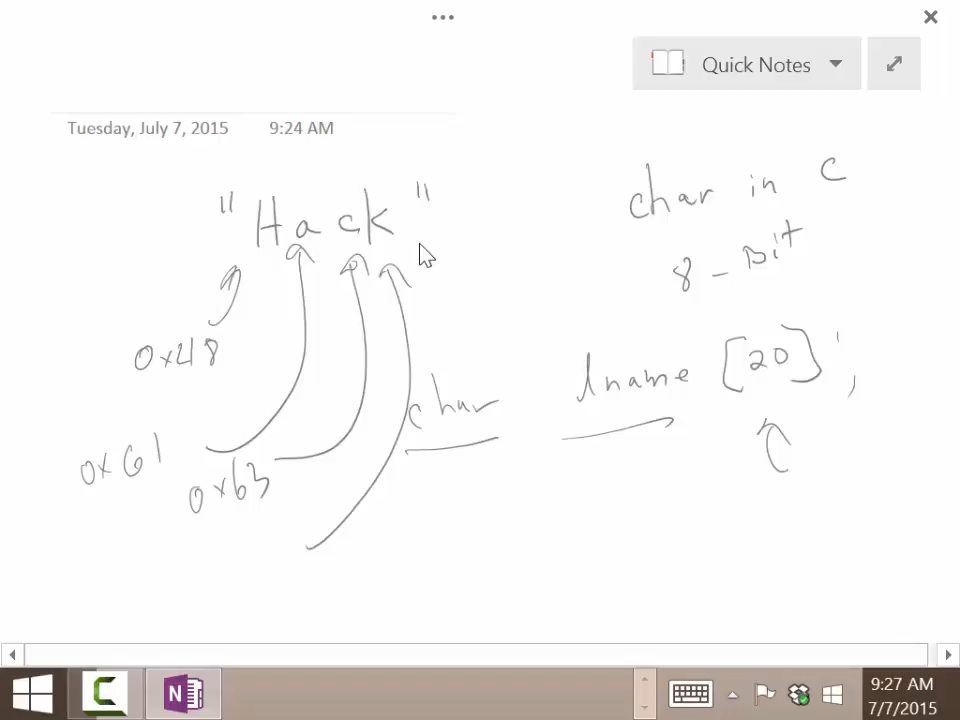 Quick Notes
Tuesday, July 7, 2015 9:24 AM
"Hack"
char in C
8-Bit
0x48
char lname [20];
0x61
0x63
9:27 AM
7/7/2015